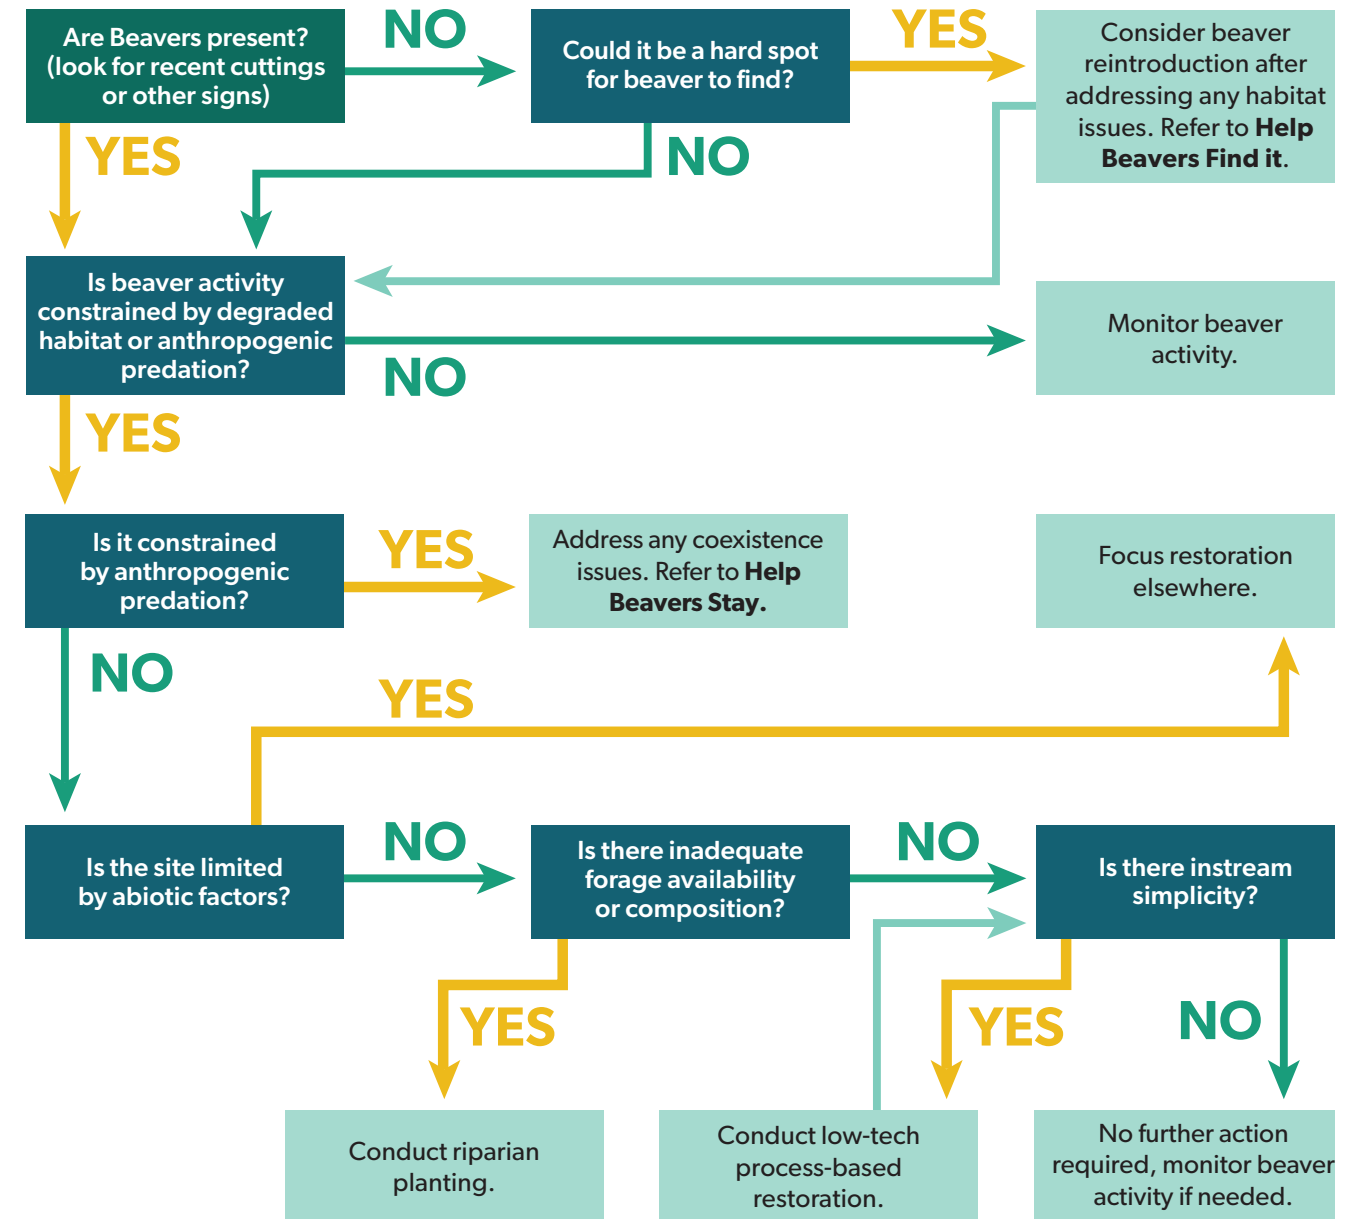 Are Beavers present?
(look for recent cuttings
or other signs)
NO
Could it be a hard spot
for beaver to find?
YES
Consider beaver
reintroduction after
addressing any habitat
issues. Refer to Help
Beavers Find it.
YES
NO
Is beaver activity
constrained by degraded
habitat or anthropogenic
predation?
NO
Monitor beaver
activity.
YES
Is it constrained
by anthropogenic
predation?
YES
Address any coexistence
issues. Refer to Help
Beavers Stay.
Focus restoration
elsewhere.
NO
YES
Is the site limited
by abiotic factors?
NO
Is there inadequate
forage availability
or composition?
NO
Is there instream
simplicity?
YES
YES
NO
Conduct riparian
planting.
Conduct low-tech
process-based
restoration.
No further action
required, monitor beaver
activity if needed.